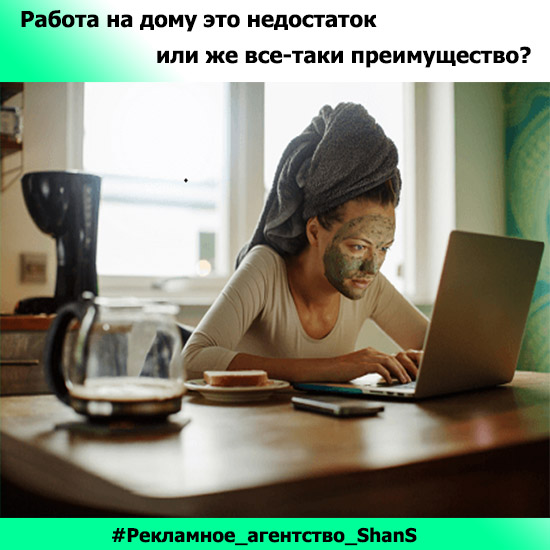 Работа на дому это недостаток
или же все-таки преимущество?
#Рекламное_агентство_ShanS